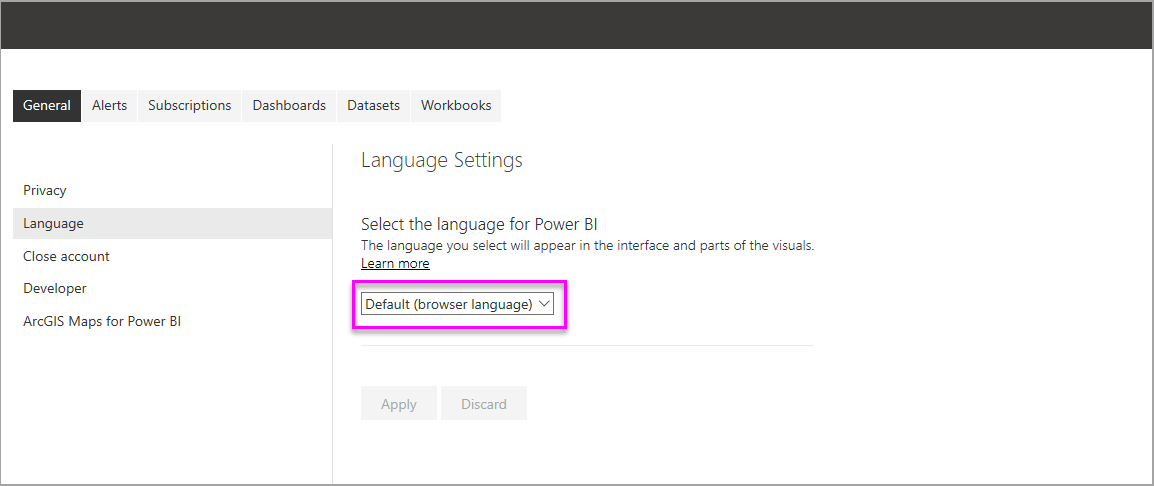 General Alerts Subscriptions Dashboards Datasets Workbooks
Privacy
Language
Close account
Developer
ArcGIS Maps for Power BI
Language Settings
Select the language for Power BI
The language you select will appear in the interface and parts of the visuals.
Learn more
Default (browser language)
Apply Discard